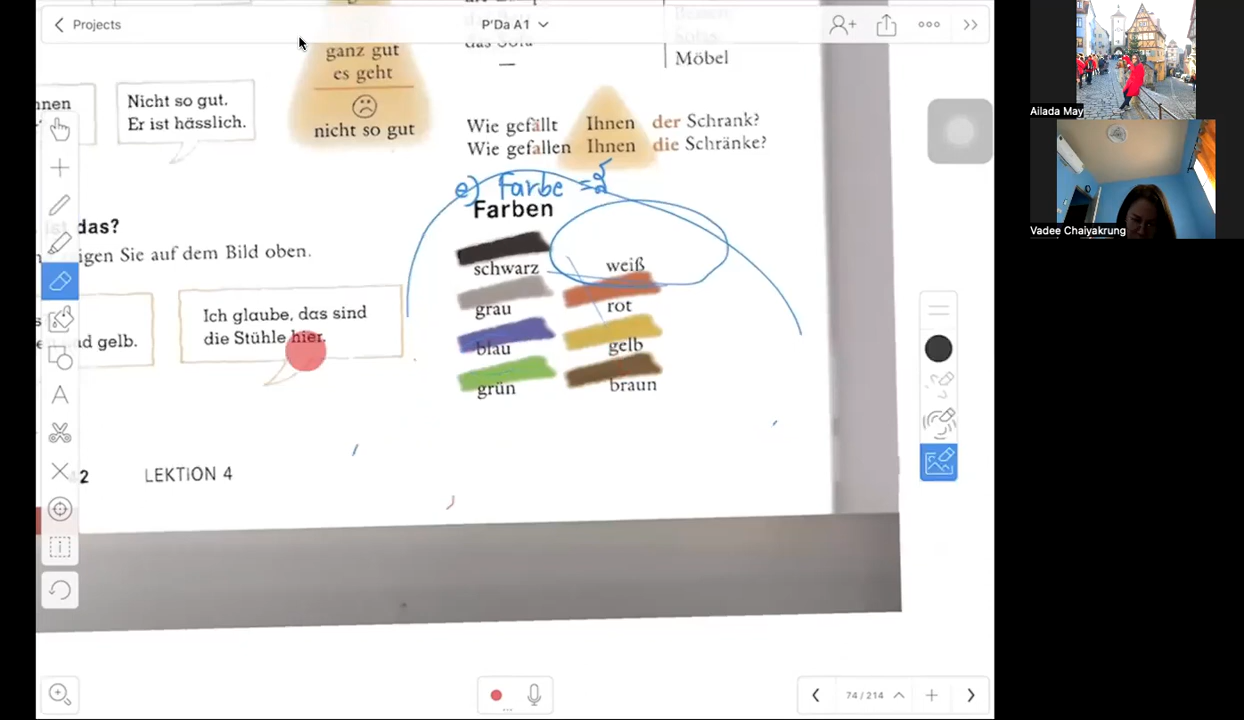 Projects
P'Da A1
ganz gut
es geht
nicht so gut
Nicht so gut.
Er ist hässlich.
Möbel
Wie gefällt Ihnen der Schrank?
Wie gefallen Ihnen die Schränke?
e) Farbe =สี
Farben
schwarz weiß
grau rot
blau gelb
grün braun
das?
igen Sie auf dem Bild oben.
d gelb.
Ich glaube, das sind
die Stühle hier.
2 LEKTION 4
74 / 214
Ailada May
Vadee Chaiyakrung